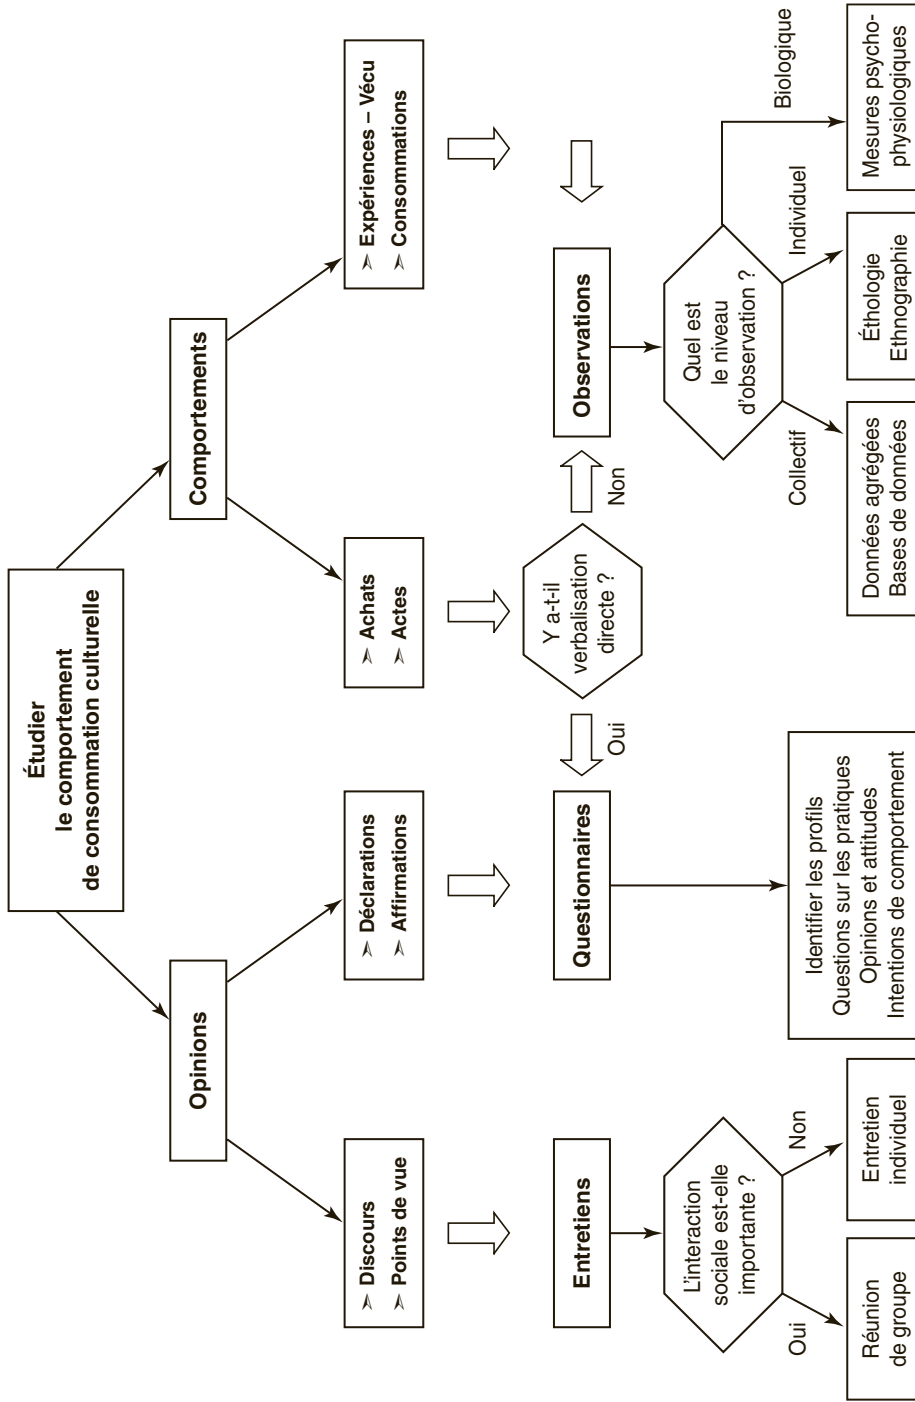 Étudier
le comportement
de consommation culturelle
Opinions
Comportements
➢ Discours
➢ Points de vue
➢ Déclarations
➢ Affirmations
➢ Achats
➢ Actes
➢ Expériences – Vécu
➢ Consommations
Entretiens
Questionnaires
Oui
Y a-t-il
verbalisation
directe ?
Non
Observations
L'interaction
sociale est-elle
importante ?
Quel est
le niveau
d'observation ?
Oui
Non
Collectif
Individuel
Biologique
Réunion
de groupe
Entretien
individuel
Identifier les profils
Questions sur les pratiques
Opinions et attitudes
Intentions de comportement
Données agrégées
Bases de données
Éthologie
Ethnographie
Mesures psycho-
physiologiques